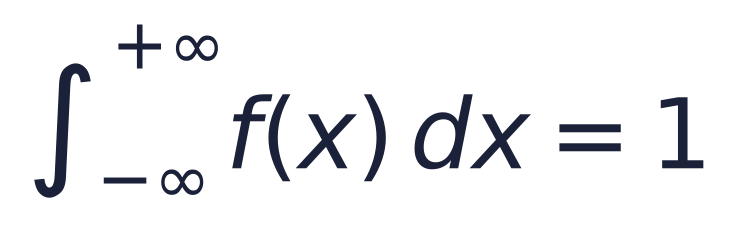 ∫_{−∞}^{+∞} f(x) dx = 1